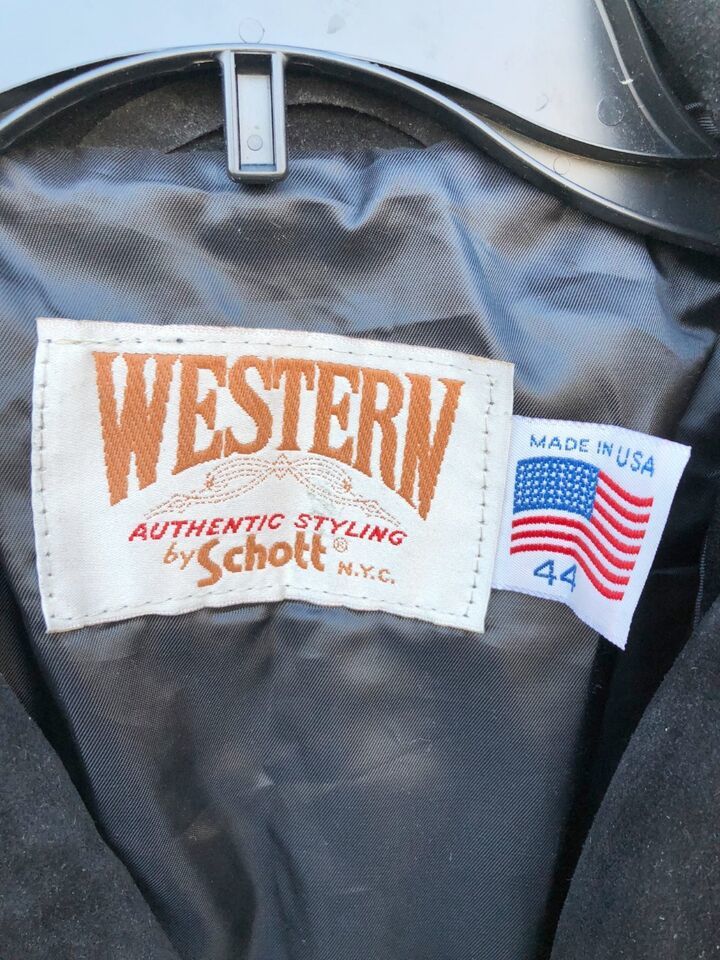 WESTERN
AUTHENTIC STYLING
by Schott® N.Y.C.
MADE IN USA
44